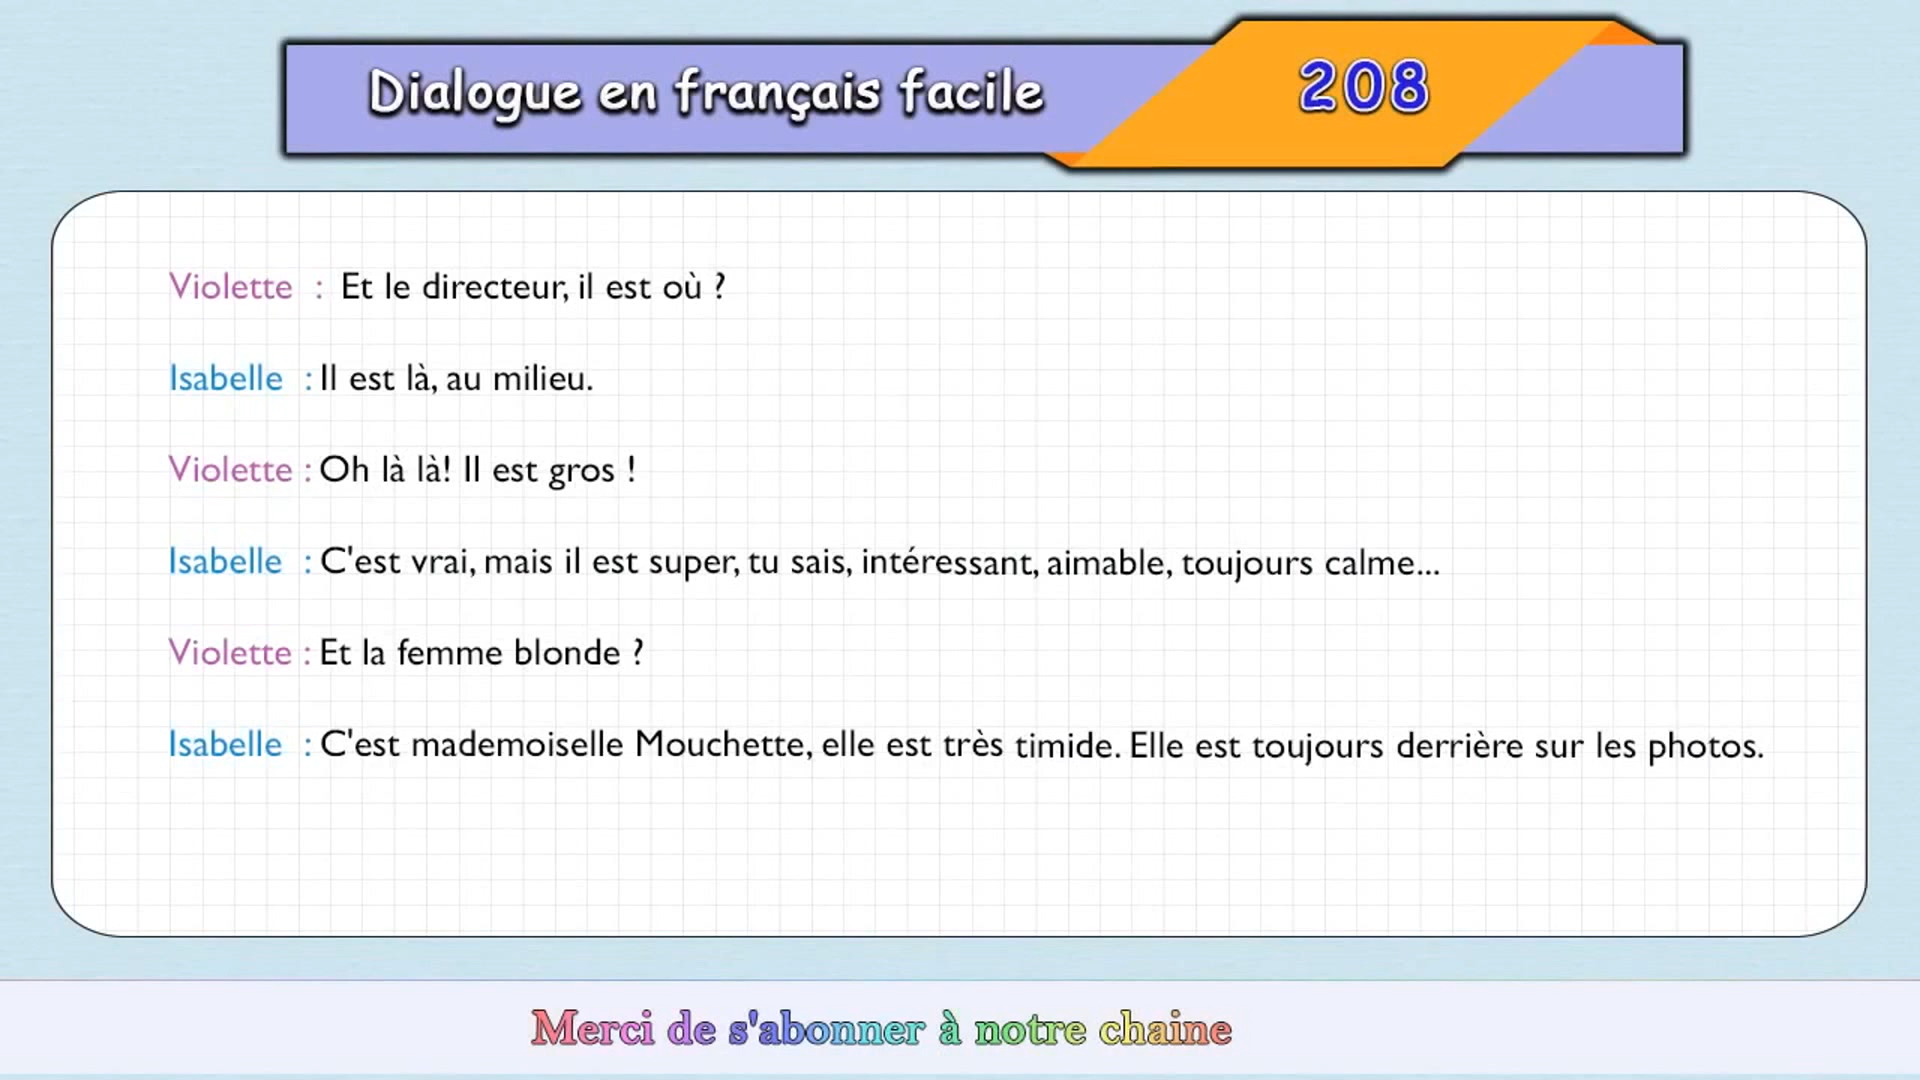 Dialogue en français facile 208
Violette : Et le directeur, il est où ?
Isabelle : Il est là, au milieu.
Violette : Oh là là! Il est gros !
Isabelle : C'est vrai, mais il est super, tu sais, intéressant, aimable, toujours calme...
Violette : Et la femme blonde ?
Isabelle : C'est mademoiselle Mouchette, elle est très timide. Elle est toujours derrière sur les photos.
Merci de s'abonner à notre chaine